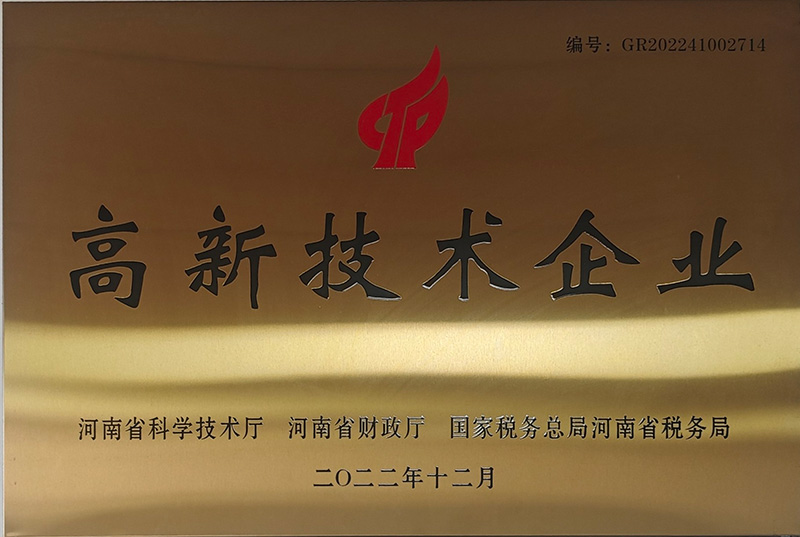 编号：GR202241002714
高新技术企业
河南省科学技术厅 河南省财政厅 国家税务总局河南省税务局
二〇二二年十二月